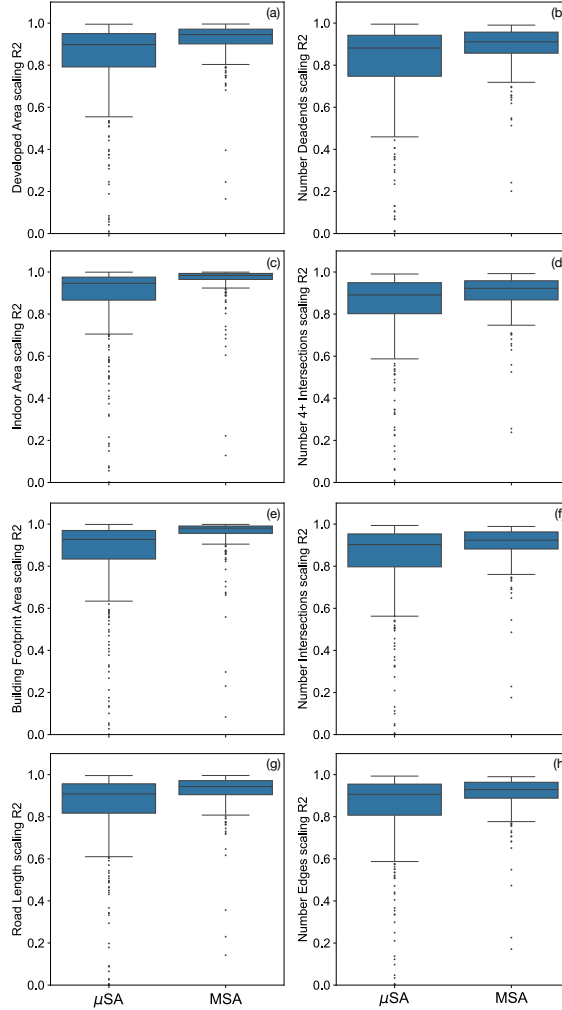 (a)
Developed Area scaling R2
1.0
0.8
0.6
0.4
0.2
0.0
(b)
Number Deadends scaling R2
1.0
0.8
0.6
0.4
0.2
0.0
(c)
Indoor Area scaling R2
1.0
0.8
0.6
0.4
0.2
0.0
(d)
Number 4+ Intersections scaling R2
1.0
0.8
0.6
0.4
0.2
0.0
(e)
Building Footprint Area scaling R2
1.0
0.8
0.6
0.4
0.2
0.0
(f)
Number Intersections scaling R2
1.0
0.8
0.6
0.4
0.2
0.0
(g)
Road Length scaling R2
1.0
0.8
0.6
0.4
0.2
0.0
μSA MSA
(h)
Number Edges scaling R2
1.0
0.8
0.6
0.4
0.2
0.0
μSA MSA